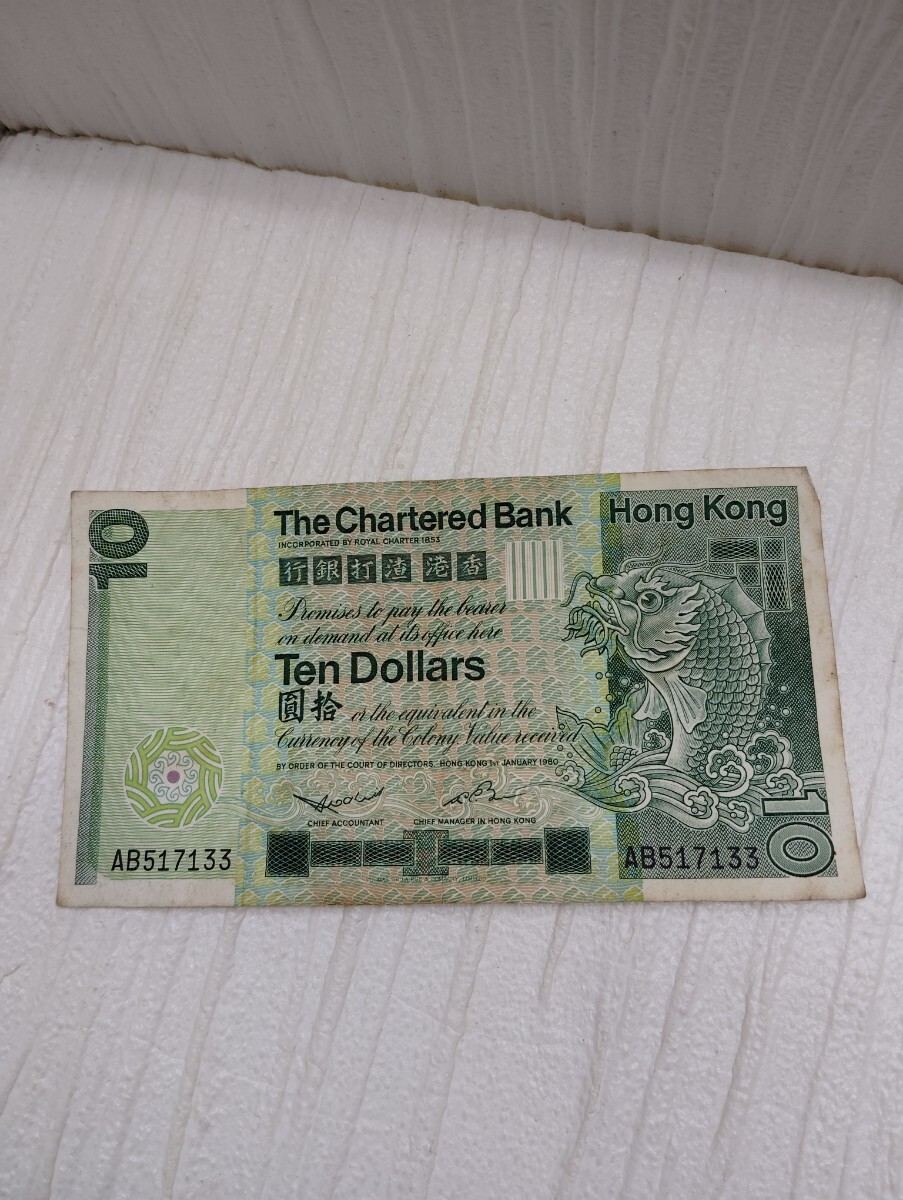 10
The Chartered Bank
Hong Kong
INCORPORATED BY ROYAL CHARTER 1853
行銀打渣港香
Promises to pay the bearer
on demand at its office here
Ten Dollars
圓拾 or the equivalent in the
Currency of the Colony. Value received
BY ORDER OF THE COURT OF DIRECTORS, HONG KONG 1ST JANUARY 1980
CHIEF ACCOUNTANT
CHIEF MANAGER IN HONG KONG
10
AB517133
AB517133